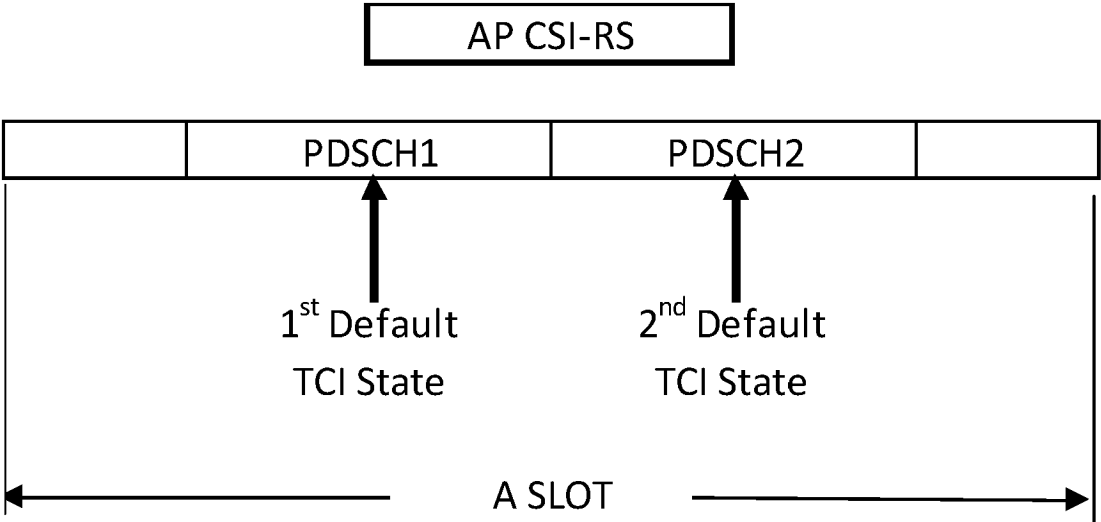 AP CSI-RS
PDSCH1 PDSCH2
1st Default 2nd Default
TCI State TCI State
A SLOT